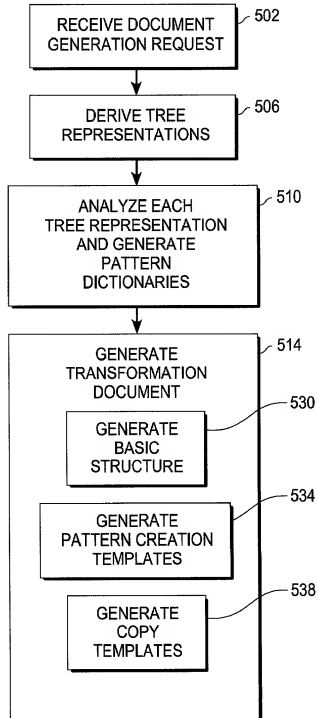 RECEIVE DOCUMENT
GENERATION REQUEST
502
DERIVE TREE
REPRESENTATIONS
506
ANALYZE EACH
TREE REPRESENTATION
AND GENERATE
PATTERN
DICTIONARIES
510
GENERATE
TRANSFORMATION
DOCUMENT
514
GENERATE
BASIC
STRUCTURE
530
GENERATE
PATTERN CREATION
TEMPLATES
534
GENERATE
COPY
TEMPLATES
538